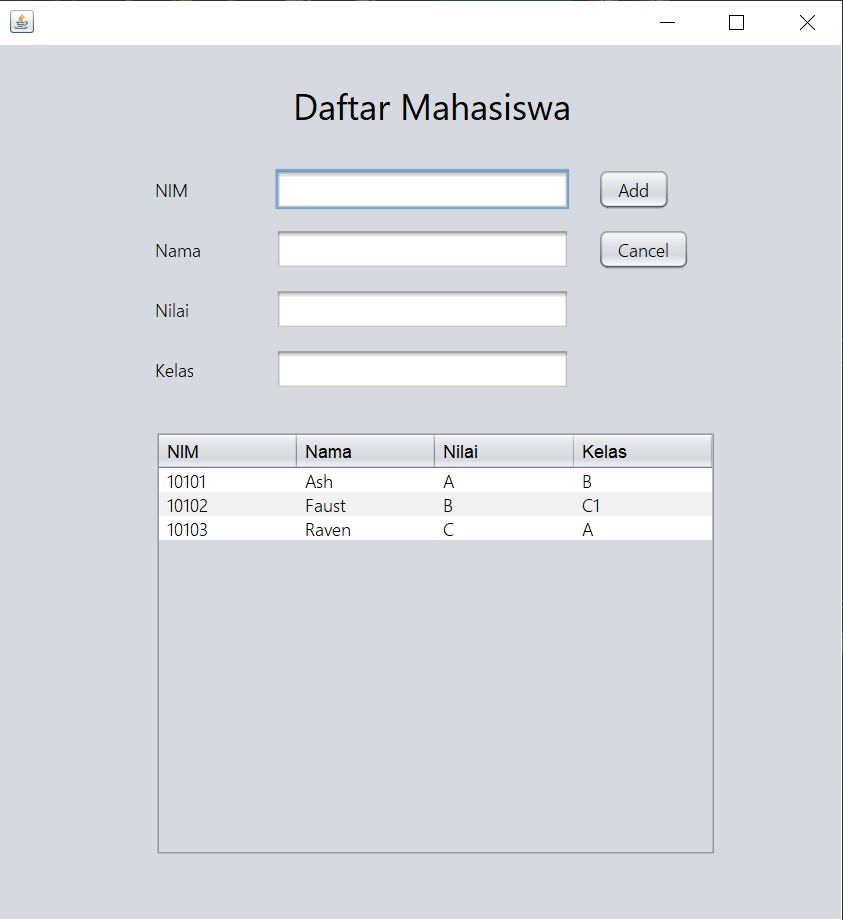 Daftar Mahasiswa
NIM Add
Nama Cancel
Nilai
Kelas
NIM Nama Nilai Kelas
10101 Ash A B
10102 Faust B C1
10103 Raven C A